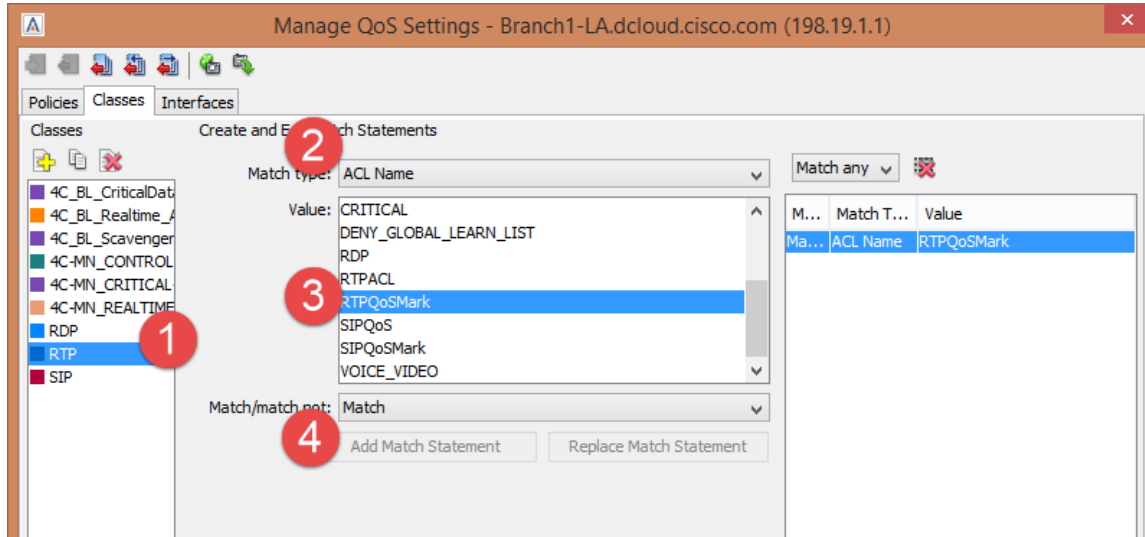 Manage QoS Settings - Branch1-LA.dcloud.cisco.com (198.19.1.1)
Policies Classes Interfaces
Classes
4C_BL_CriticalData
4C_BL_Realtime_A
4C_BL_Scavenger
4C-MN_CONTROL
4C-MN_CRITICAL-
4C-MN_REALTIME
RDP
RTP
SIP
1
Create and E ch Statements
2
Match type: ACL Name
Value: CRITICAL
DENY_GLOBAL_LEARN_LIST
RDP
RTPACL
RTPQoSMark
SIPQoS
SIPQoSMark
VOICE_VIDEO
3
Match/match not: Match
4
Add Match Statement Replace Match Statement
Match any
M... Match T... Value
Ma... ACL Name RTPQoSMark